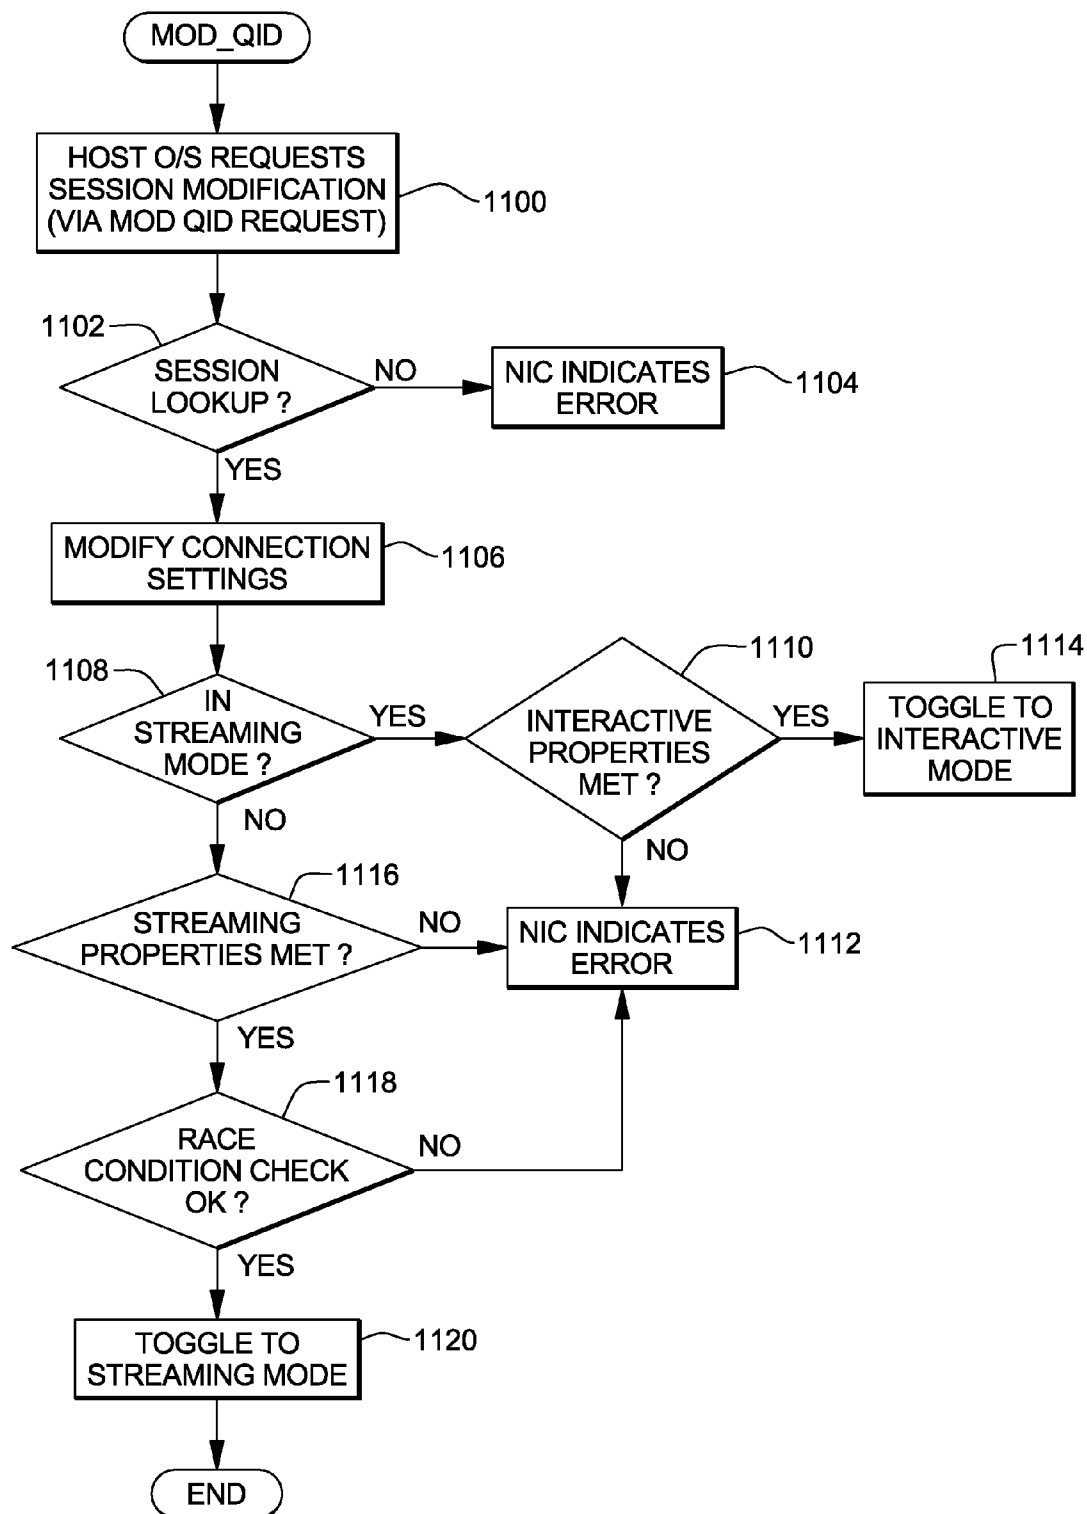 MOD_QID
HOST O/S REQUESTS
SESSION MODIFICATION
(VIA MOD QID REQUEST)
1100
1102
SESSION
LOOKUP ?
NO
NIC INDICATES
ERROR
1104
YES
MODIFY CONNECTION
SETTINGS
1106
1108
IN
STREAMING
MODE ?
YES
1110
INTERACTIVE
PROPERTIES
MET ?
YES
1114
TOGGLE TO
INTERACTIVE
MODE
NO
NO
1116
STREAMING
PROPERTIES MET ?
NO
NIC INDICATES
ERROR
1112
YES
1118
RACE
CONDITION CHECK
OK ?
NO
YES
TOGGLE TO
STREAMING MODE
1120
END